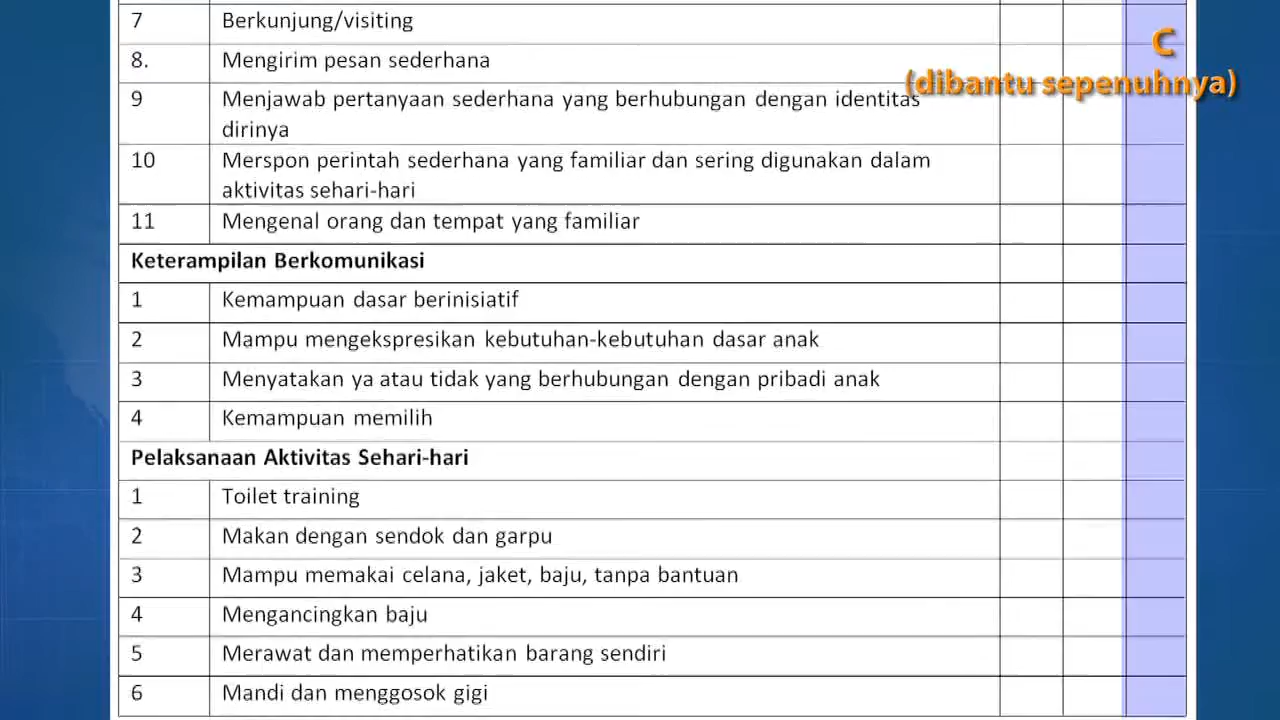 7 Berkunjung/visiting
C
8. Mengirim pesan sederhana
(dibantu sepenuhnya)
9 Menjawab pertanyaan sederhana yang berhubungan dengan identitas
dirinya
10 Merspon perintah sederhana yang familiar dan sering digunakan dalam
aktivitas sehari-hari
11 Mengenal orang dan tempat yang familiar
Keterampilan Berkomunikasi
1 Kemampuan dasar berinisiatif
2 Mampu mengekspresikan kebutuhan-kebutuhan dasar anak
3 Menyatakan ya atau tidak yang berhubungan dengan pribadi anak
4 Kemampuan memilih
Pelaksanaan Aktivitas Sehari-hari
1 Toilet training
2 Makan dengan sendok dan garpu
3 Mampu memakai celana, jaket, baju, tanpa bantuan
4 Mengancingkan baju
5 Merawat dan memperhatikan barang sendiri
6 Mandi dan menggosok gigi